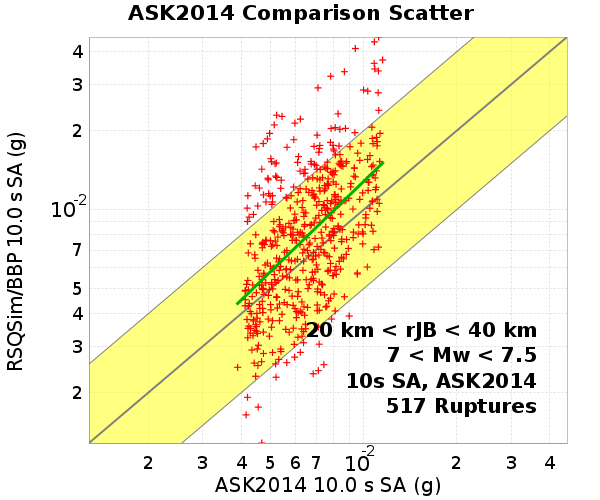 ASK2014 Comparison Scatter
RSQSim/BBP 10.0 s SA (g)
4
3
2
10-2
7
5
4
3
2
20 km < rJB < 40 km
7 < Mw < 7.5
10s SA, ASK2014
517 Ruptures
2 3 4 5 6 7 10-2 2 3 4
ASK2014 10.0 s SA (g)